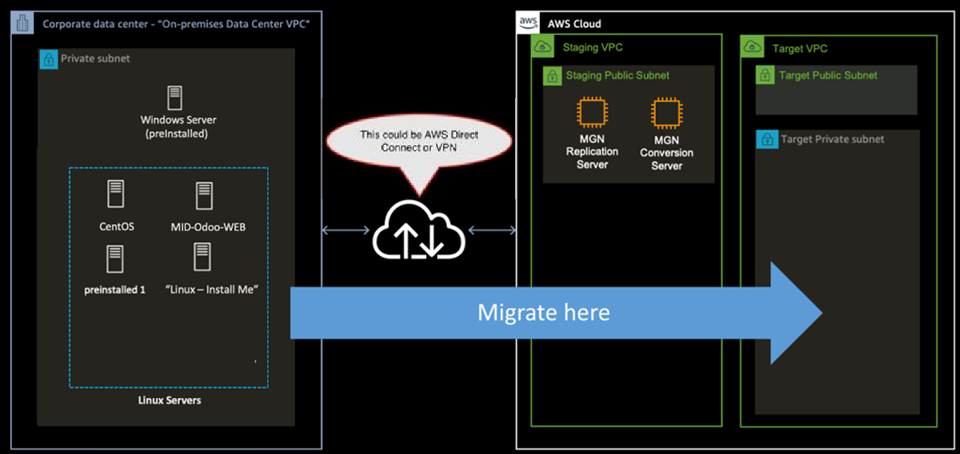 Corporate data center - "On-premises Data Center VPC"
Private subnet
Windows Server
(preInstalled)
CentOS
MID-Odoo-WEB
preinstalled 1
“Linux – Install Me”
Linux Servers
This could be AWS Direct
Connect or VPN
Migrate here
aws
AWS Cloud
Staging VPC
Staging Public Subnet
MGN
Replication
Server
MGN
Conversion
Server
Target VPC
Target Public Subnet
Target Private subnet